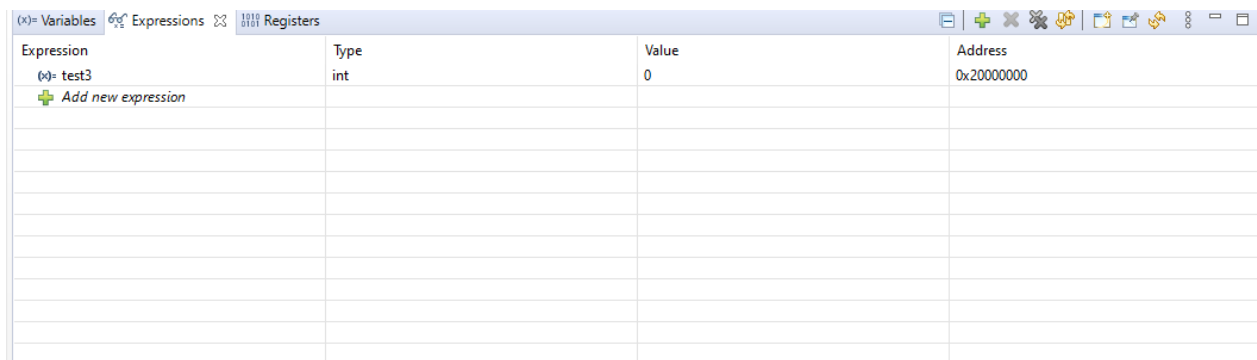 (x)= Variables Expressions Registers
Expression Type Value Address
(x)= test3 int 0 0x20000000
Add new expression